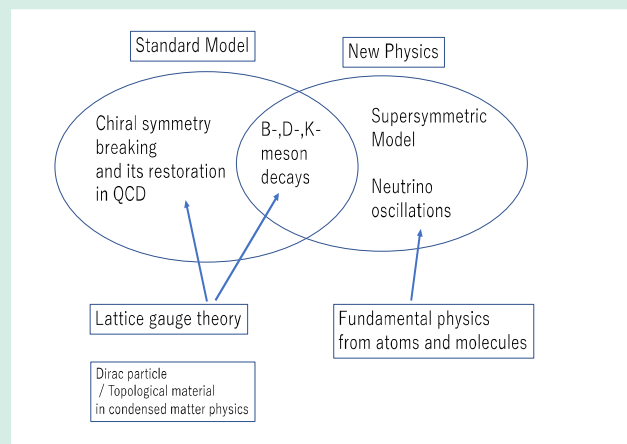 Standard Model
New Physics
Chiral symmetry
breaking
and its restoration
in QCD
B-,D-,K-
meson
decays
Supersymmetric
Model
Neutrino
oscillations
Lattice gauge theory
Fundamental physics
from atoms and molecules
Dirac particle
/ Topological material
in condensed matter physics